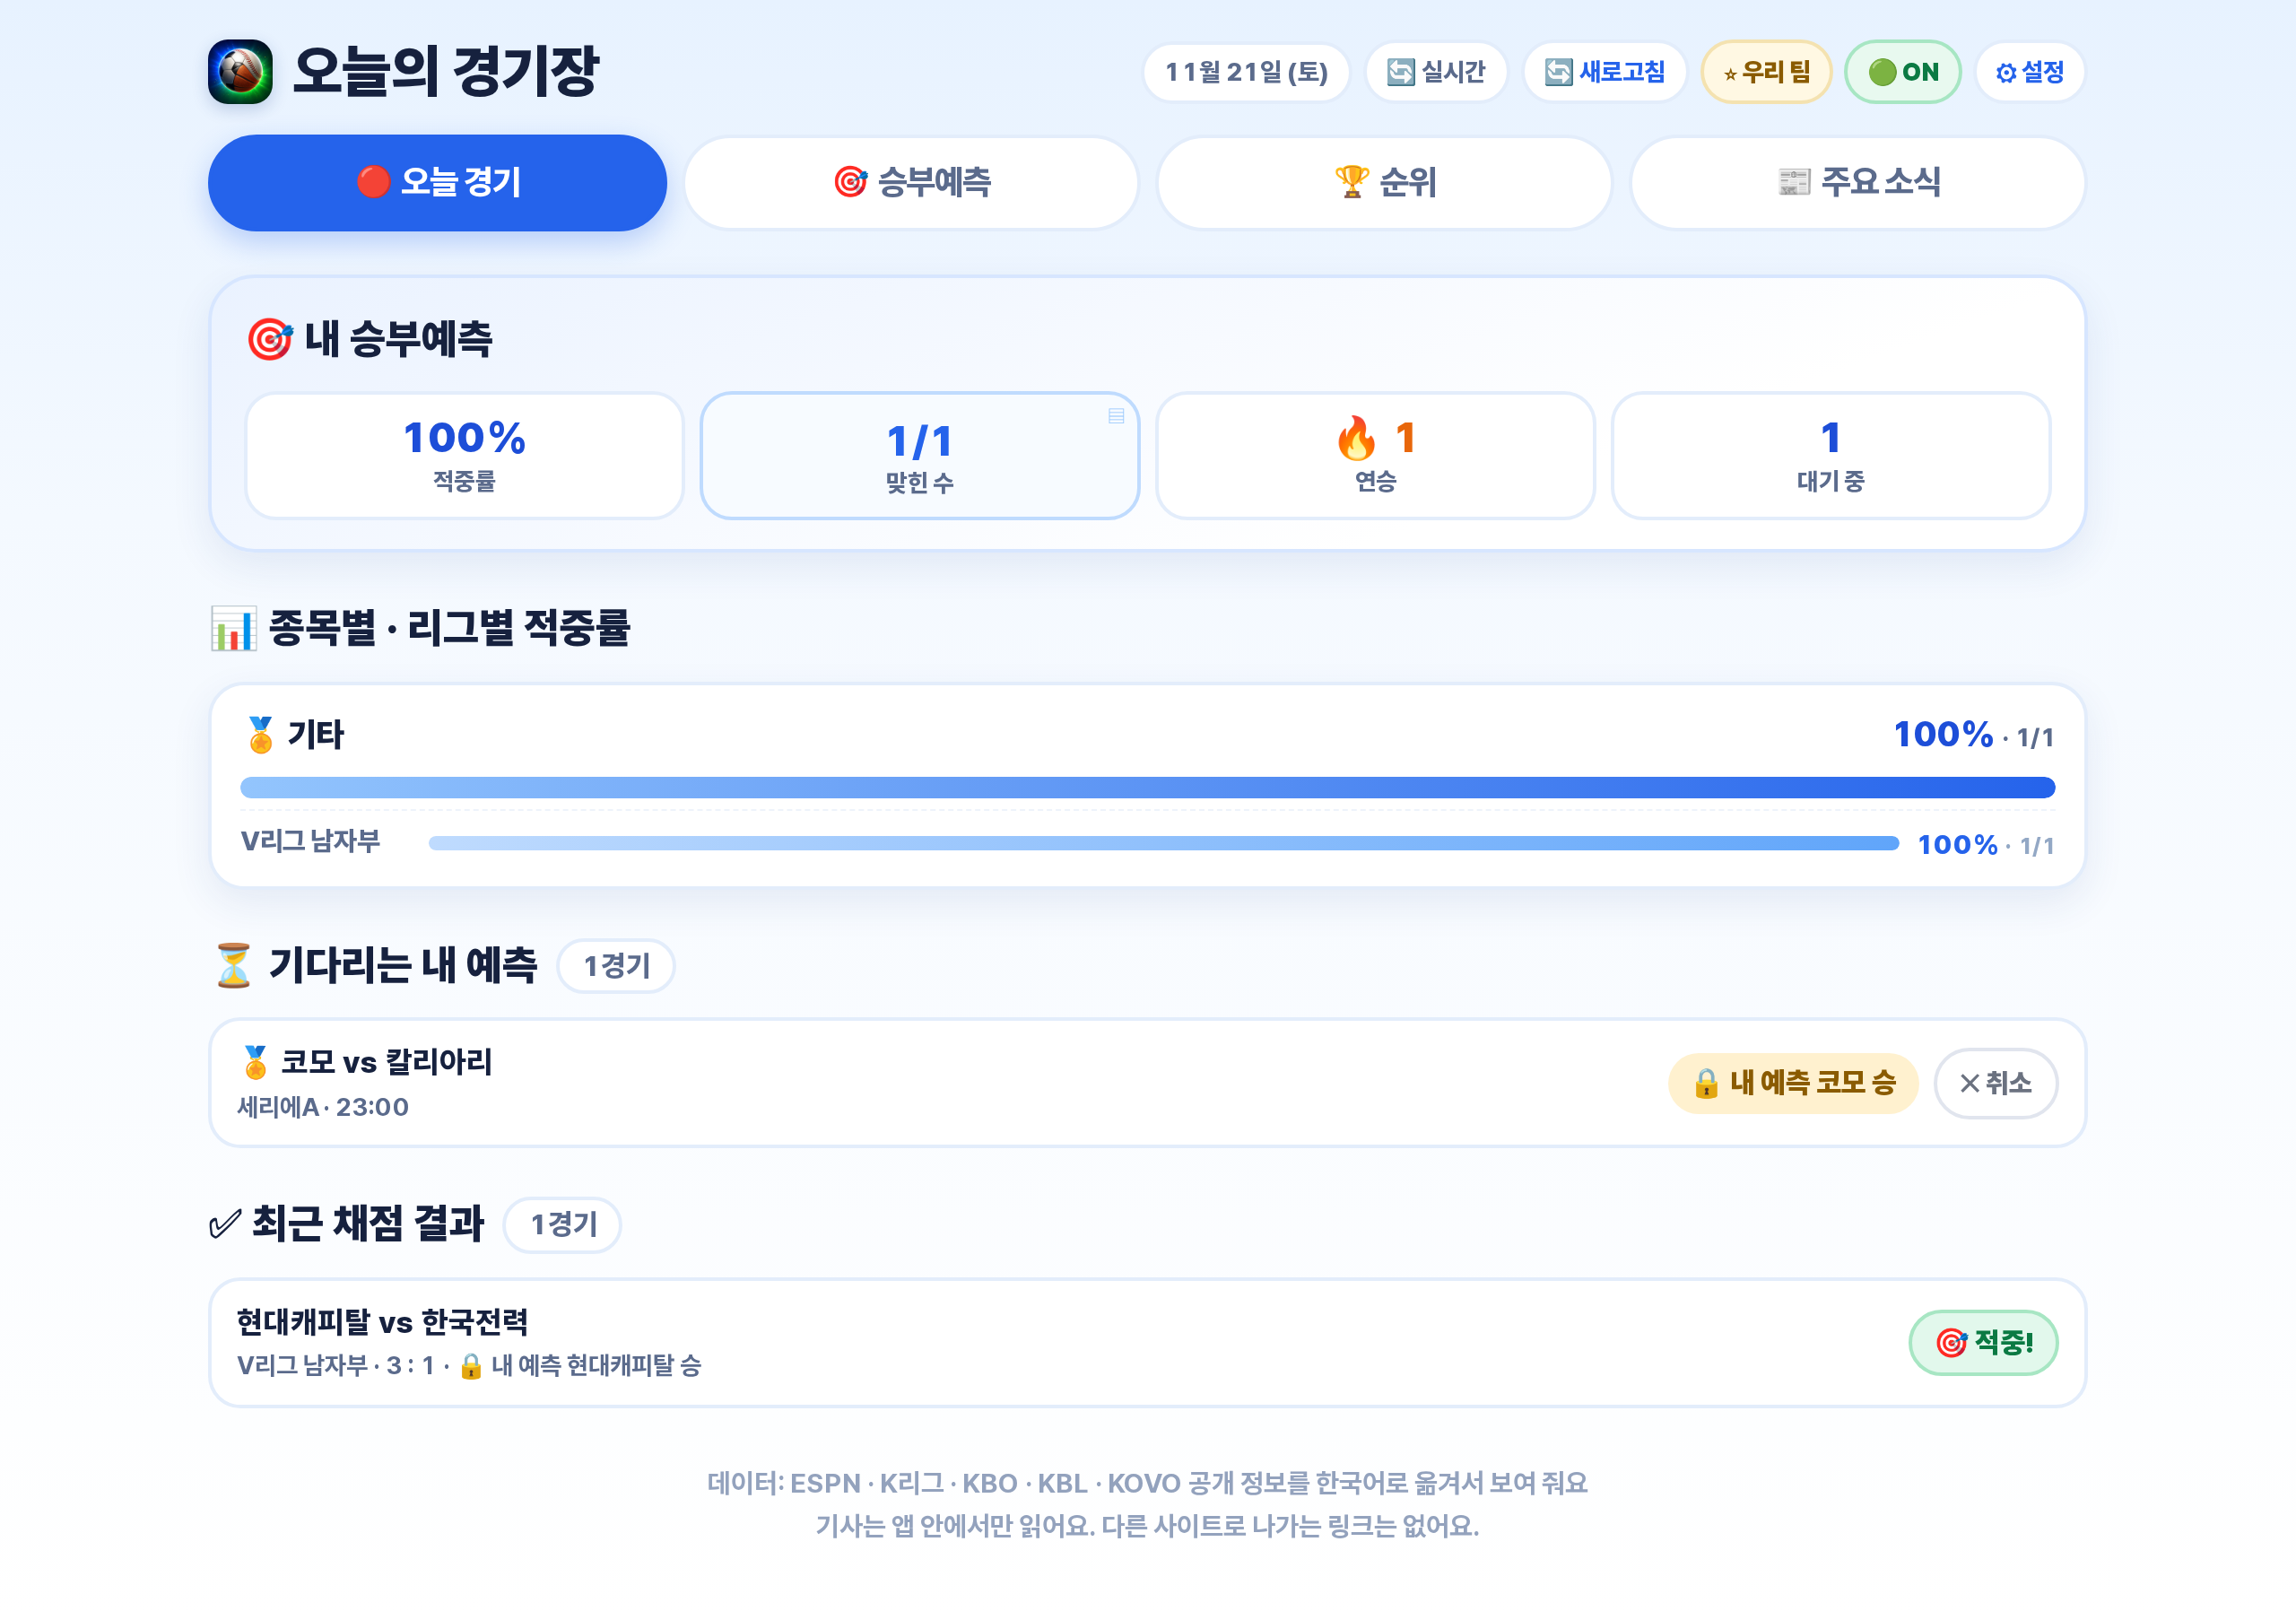 오늘의 경기장
11월 21일 (토)
🔄 실시간
🔄 새로고침
⭐ 우리 팀
🟢 ON
⚙ 설정
🔴 오늘 경기
🎯 승부예측
🏆 순위
📰 주요 소식
🎯 내 승부예측
100%
적중률
1/1
맞힌 수
🔥 1
연승
1
대기 중
📊 종목별 · 리그별 적중률
🏅 기타
100% · 1/1
V리그 남자부
100% · 1/1
⏳ 기다리는 내 예측
1경기
🏅 코모 vs 칼리아리
세리에A · 23:00
🔒 내 예측 코모 승
✕ 취소
✅ 최근 채점 결과
1경기
현대캐피탈 vs 한국전력
V리그 남자부 · 3 : 1 · 🔒 내 예측 현대캐피탈 승
🎯 적중!
데이터: ESPN · K리그 · KBO · KBL · KOVO 공개 정보를 한국어로 옮겨서 보여 줘요
기사는 앱 안에서만 읽어요. 다른 사이트로 나가는 링크는 없어요.